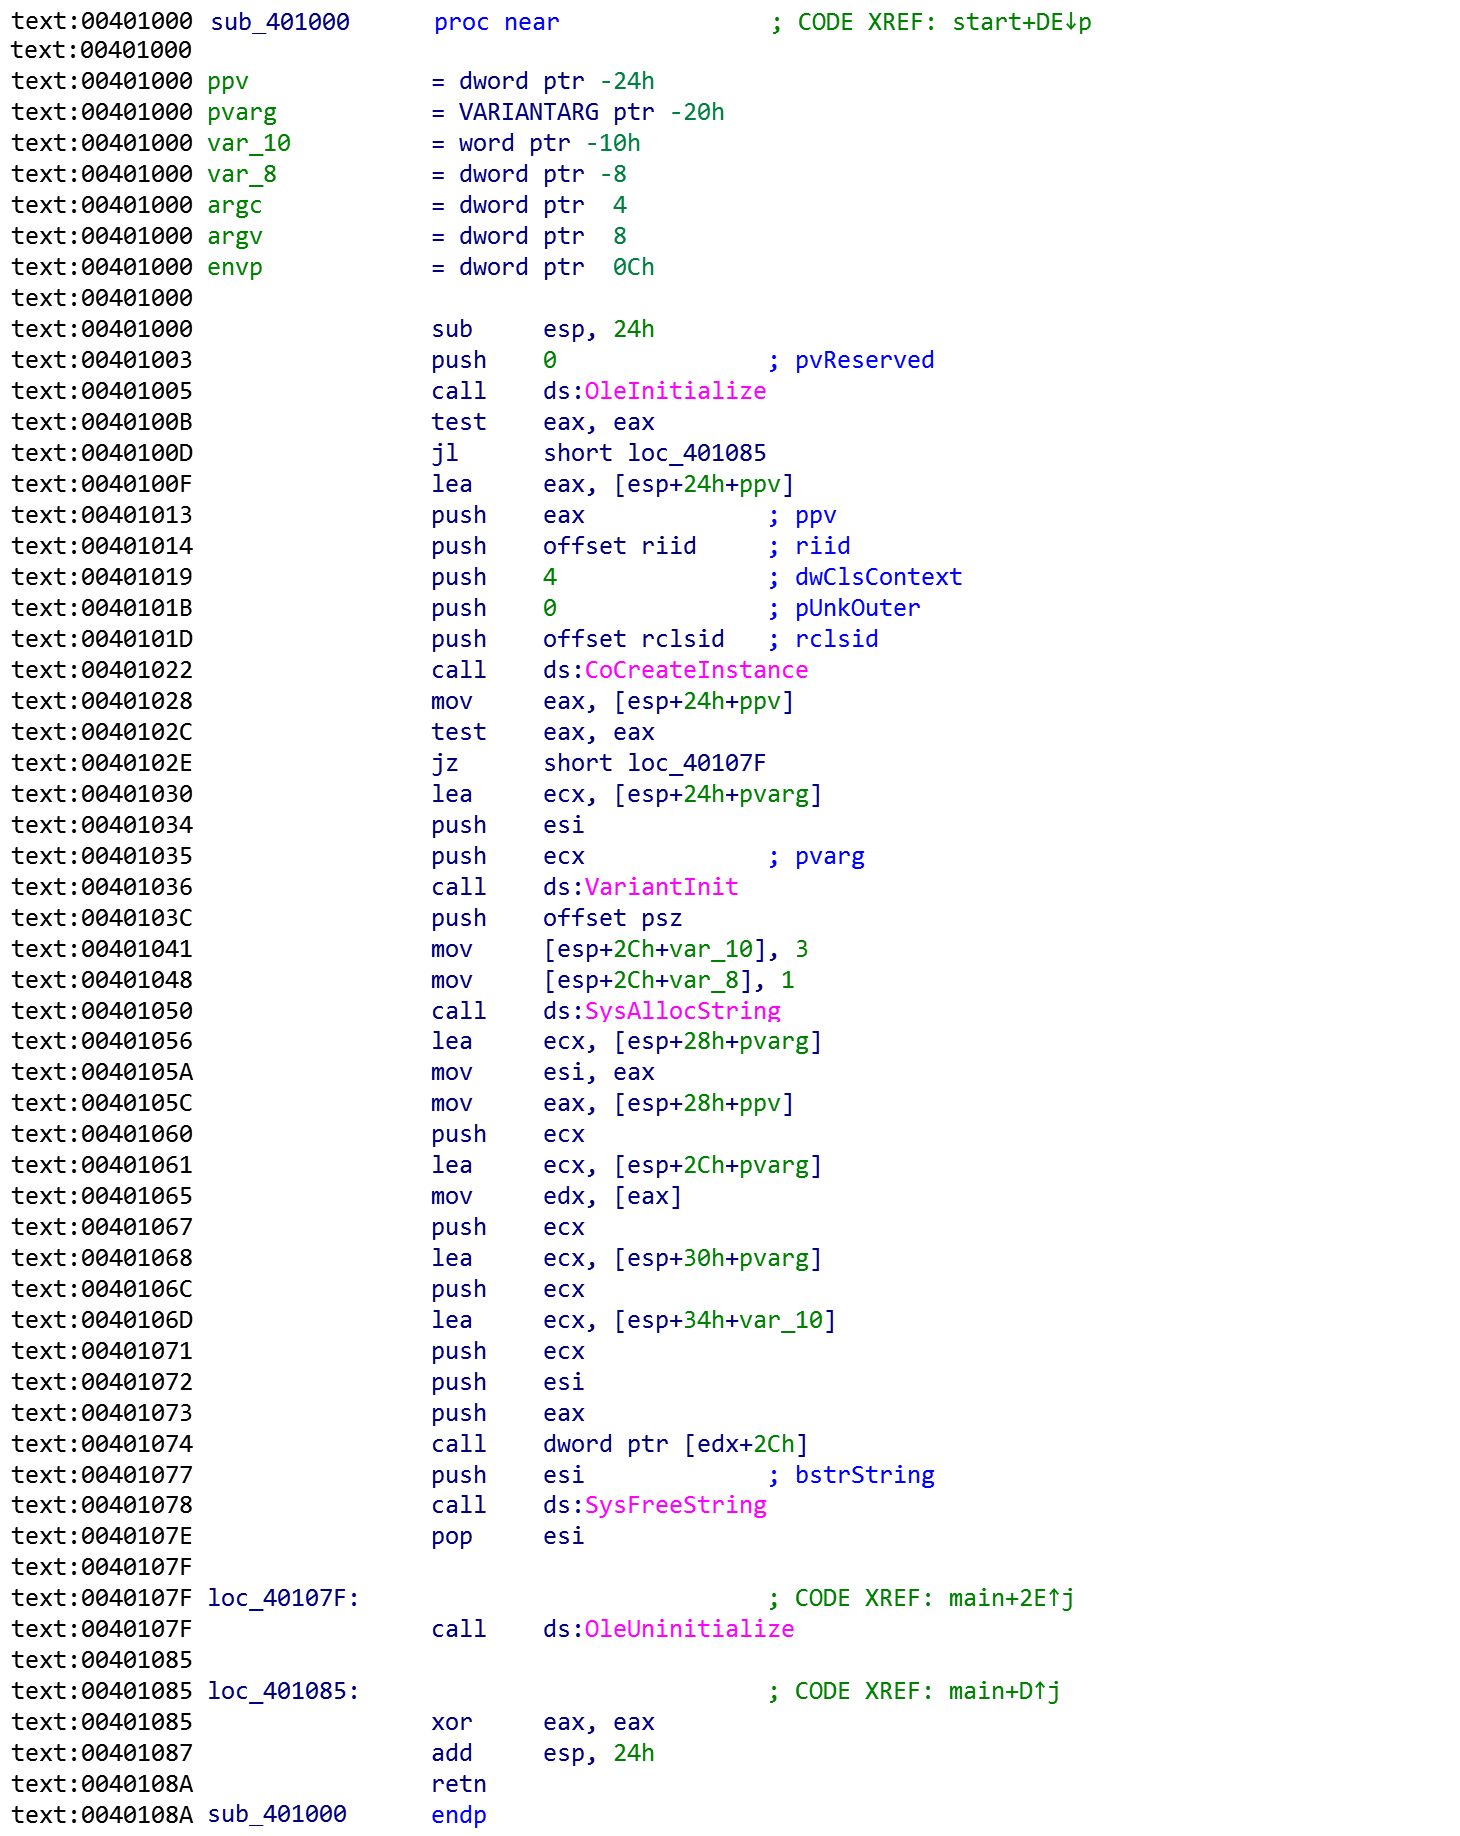 text:00401000 sub_401000 proc near ; CODE XREF: start+DE↓p
text:00401000
text:00401000 ppv = dword ptr -24h
text:00401000 pvarg = VARIANTARG ptr -20h
text:00401000 var_10 = word ptr -10h
text:00401000 var_8 = dword ptr -8
text:00401000 argc = dword ptr 4
text:00401000 argv = dword ptr 8
text:00401000 envp = dword ptr 0Ch
text:00401000
text:00401000 sub esp, 24h
text:00401003 push 0 ; pvReserved
text:00401005 call ds:OleInitialize
text:0040100B test eax, eax
text:0040100D jl short loc_401085
text:0040100F lea eax, [esp+24h+ppv]
text:00401013 push eax ; ppv
text:00401014 push offset riid ; riid
text:00401019 push 4 ; dwClsContext
text:0040101B push 0 ; pUnkOuter
text:0040101D push offset rclsid ; rclsid
text:00401022 call ds:CoCreateInstance
text:00401028 mov eax, [esp+24h+ppv]
text:0040102C test eax, eax
text:0040102E jz short loc_40107F
text:00401030 lea ecx, [esp+24h+pvarg]
text:00401034 push esi
text:00401035 push ecx ; pvarg
text:00401036 call ds:VariantInit
text:0040103C push offset psz
text:00401041 mov [esp+2Ch+var_10], 3
text:00401048 mov [esp+2Ch+var_8], 1
text:00401050 call ds:SysAllocString
text:00401056 lea ecx, [esp+28h+pvarg]
text:0040105A mov esi, eax
text:0040105C mov eax, [esp+28h+ppv]
text:00401060 push ecx
text:00401061 lea ecx, [esp+2Ch+pvarg]
text:00401065 mov edx, [eax]
text:00401067 push ecx
text:00401068 lea ecx, [esp+30h+pvarg]
text:0040106C push ecx
text:0040106D lea ecx, [esp+34h+var_10]
text:00401071 push ecx
text:00401072 push esi
text:00401073 push eax
text:00401074 call dword ptr [edx+2Ch]
text:00401077 push esi ; bstrString
text:00401078 call ds:SysFreeString
text:0040107E pop esi
text:0040107F
text:0040107F loc_40107F: ; CODE XREF: main+2E↑j
text:0040107F call ds:OleUninitialize
text:00401085
text:00401085 loc_401085: ; CODE XREF: main+D↑j
text:00401085 xor eax, eax
text:00401087 add esp, 24h
text:0040108A retn
text:0040108A sub_401000 endp